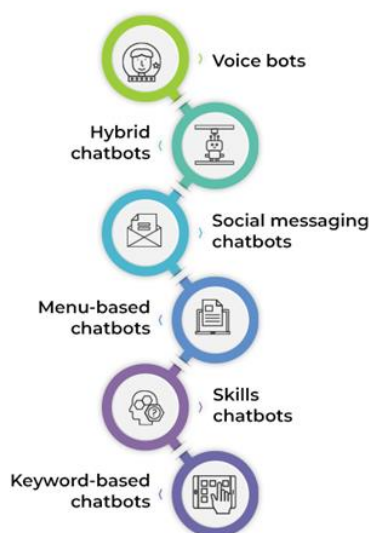 Voice bots
Hybrid
chatbots
Social messaging
chatbots
Menu-based
chatbots
Skills
chatbots
Keyword-based
chatbots